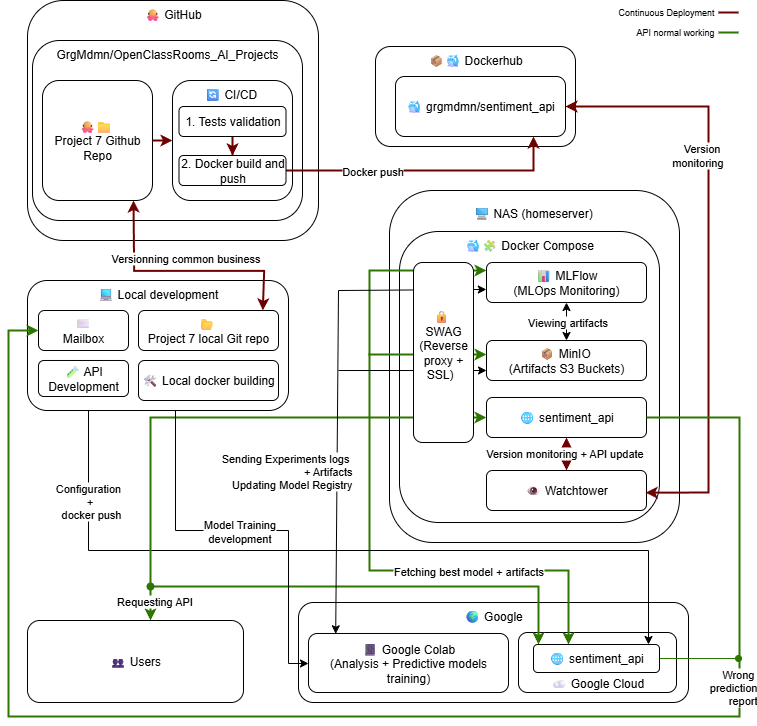 GitHub
Continuous Deployment
API normal working
GrgMdmn/OpenClassRooms_AI_Projects
Project 7 Github
Repo
CI/CD
1. Tests validation
2. Docker build and
push
Docker push
Dockerhub
grgmdmn/sentiment_api
Version
monitoring
Versionning common business
NAS (homeserver)
Docker Compose
SWAG
(Reverse
proxy +
SSL)
MLFlow
(MLOps Monitoring)
Viewing artifacts
MinIO
(Artifacts S3 Buckets)
sentiment_api
Version monitoring + API update
Watchtower
Local development
Mailbox
Project 7 local Git repo
API
Development
Local docker building
Sending Experiments logs
+ Artifacts
Updating Model Registry
Configuration
+
docker push
Model Training
development
Fetching best model + artifacts
Requesting API
Users
Google
Google Colab
(Analysis + Predictive models
training)
sentiment_api
Google Cloud
Wrong
prediction
report